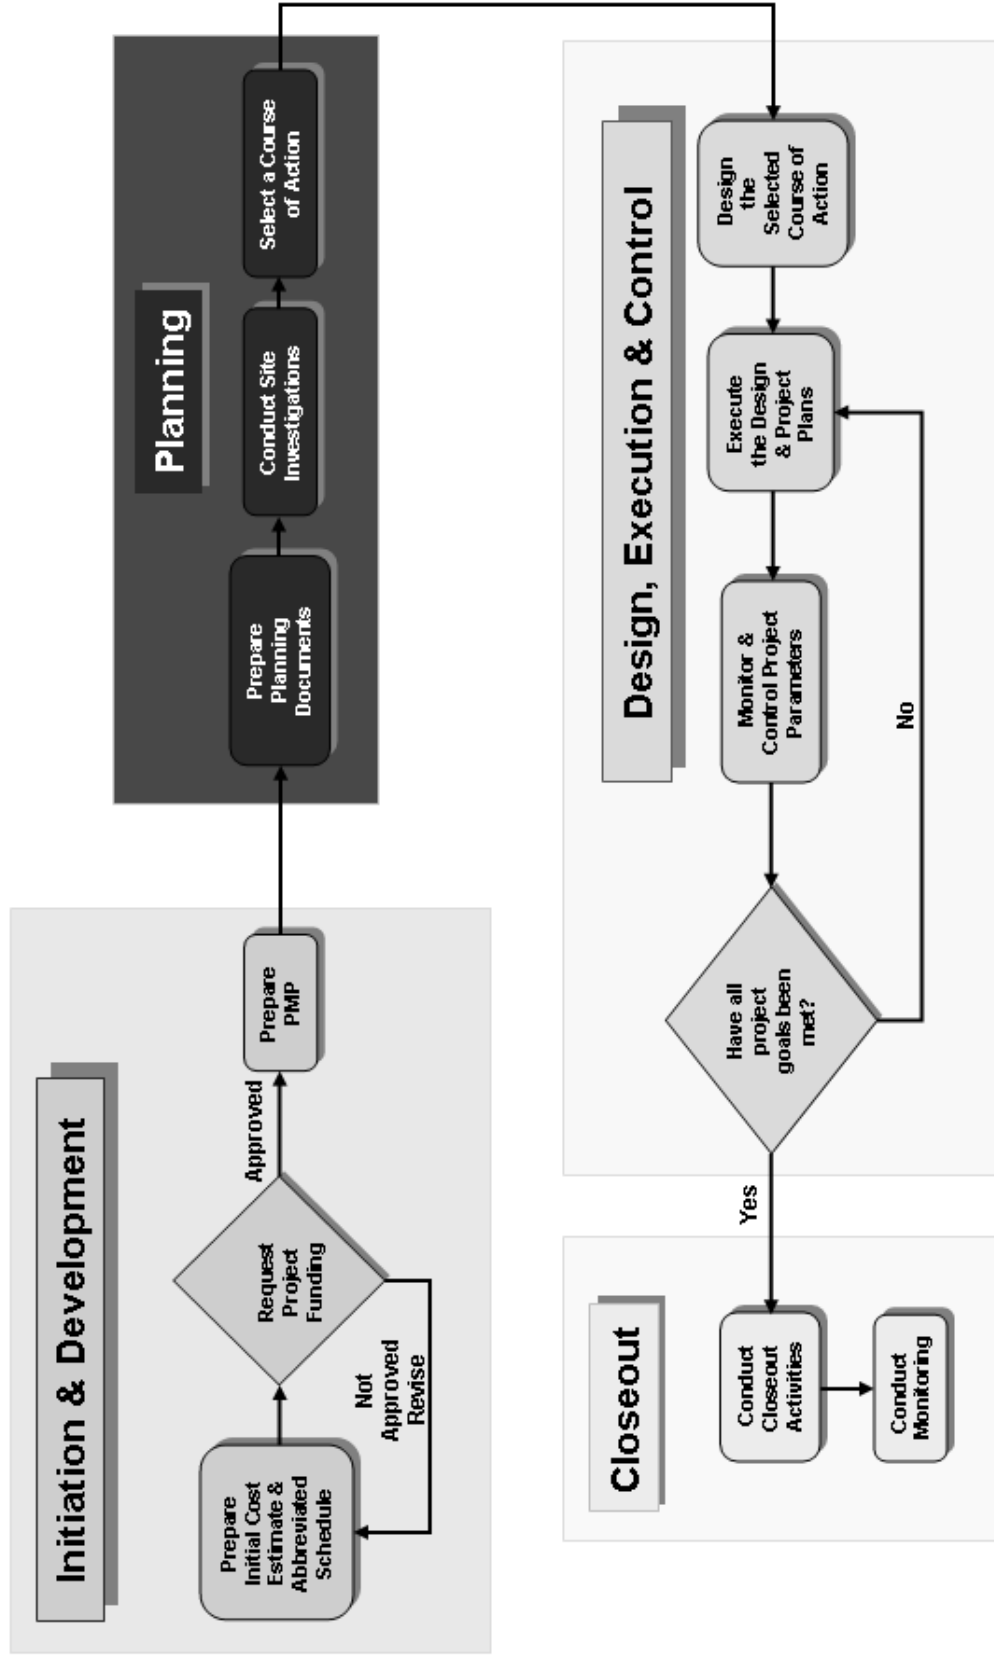 Initiation & Development
Prepare
Initial Cost
Estimate &
Abbreviated
Schedule
Request
Project
Funding
Not
Approved
Revise
Approved
Prepare
PMP
Planning
Prepare
Planning
Documents
Conduct Site
Investigations
Select a Course
of Action
Design, Execution & Control
Design
the
Selected
Course of
Action
Execute
the Design
& Project
Plans
Monitor &
Control Project
Parameters
Have all
project
goals been
met?
No
Yes
Closeout
Conduct
Closeout
Activities
Conduct
Monitoring